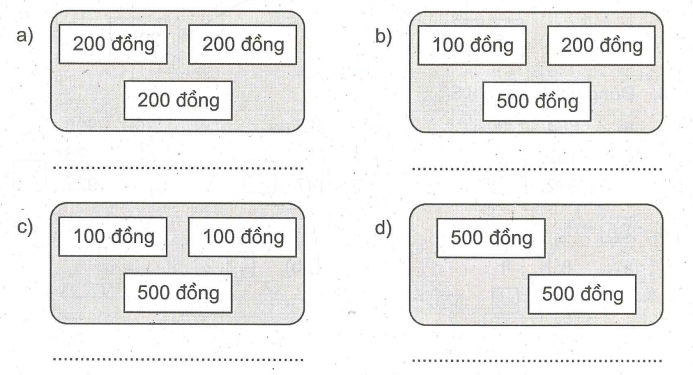 a)
200 đồng 200 đồng
200 đồng
b)
100 đồng 200 đồng
500 đồng
c)
100 đồng 100 đồng
500 đồng
d)
500 đồng
500 đồng